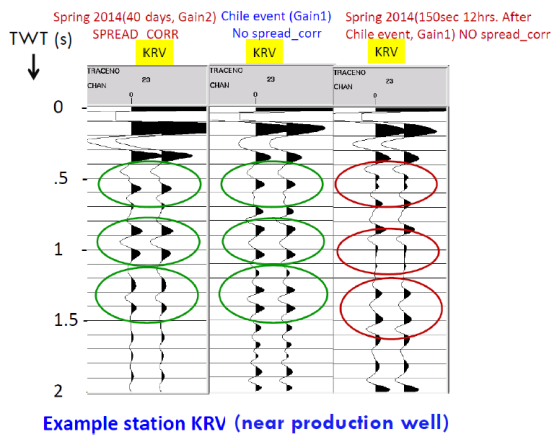 Spring 2014(40 days, Gain2)
SPREAD_CORR
KRV
Chile event (Gain1)
No spread_corr
KRV
Spring 2014(150sec 12hrs. After
Chile event, Gain1) NO spread_corr
KRV
TWT (s)
TRACENO
23
CHAN
0
TRACENO
23
CHAN
0
TRACENO
23
CHAN
0
0
.5
1
1.5
2
Example station KRV (near production well)